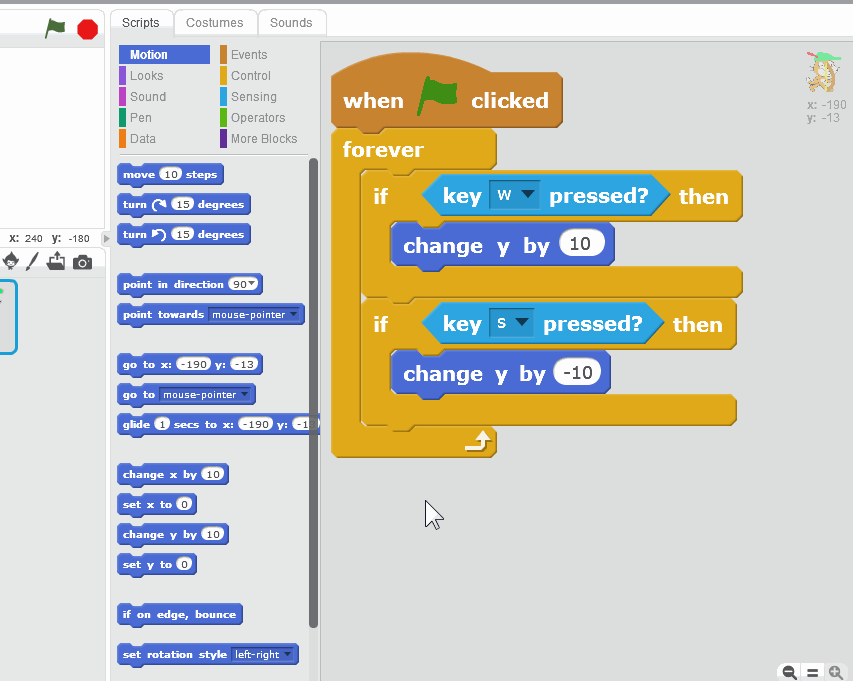 Scripts Costumes Sounds
Motion Events
Looks Control
Sound Sensing
Pen Operators
Data More Blocks
move 10 steps
turn 15 degrees
turn 15 degrees
point in direction 90
point towards mouse-pointer
go to x: -190 y: -13
go to mouse-pointer
glide 1 secs to x: -190 y:
change x by 10
set x to 0
change y by 10
set y to 0
if on edge, bounce
set rotation style left-right
x: 240 y: -180
when clicked
forever
if key w pressed? then
change y by 10
if key s pressed? then
change y by -10
x: -190
y: -13